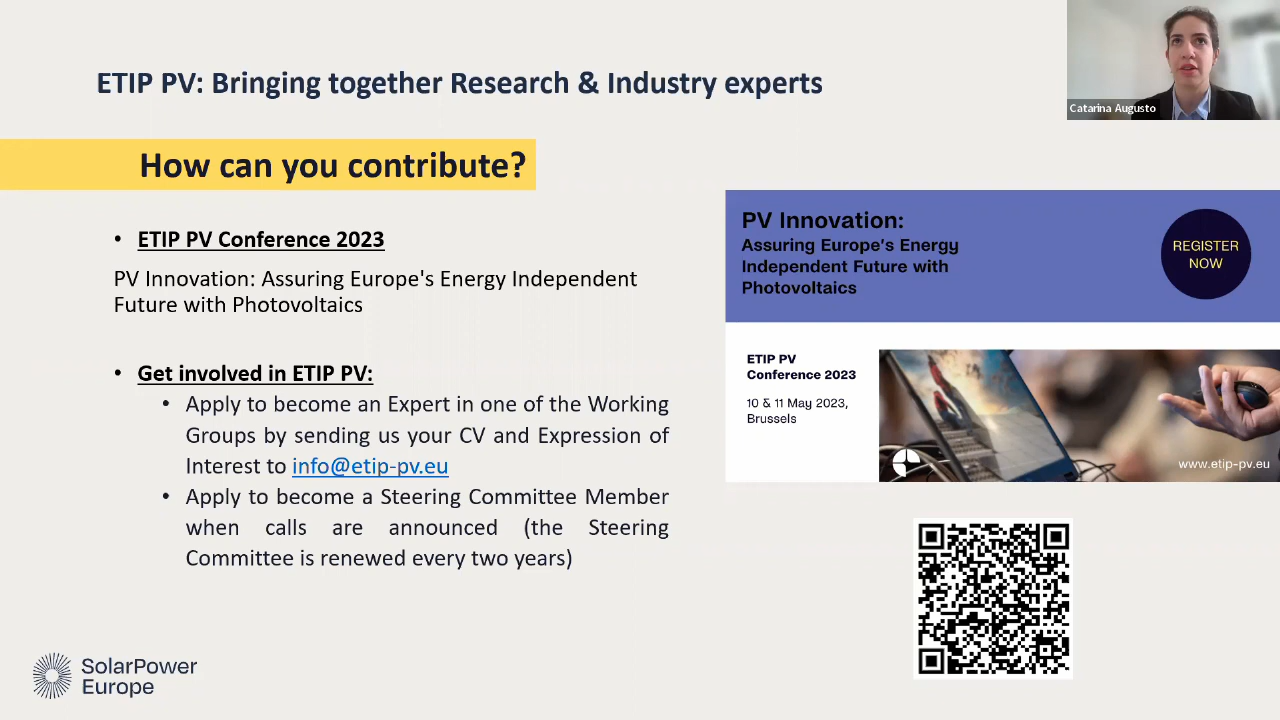 ETIP PV: Bringing together Research & Industry experts
Catarina Augusto
How can you contribute?
• ETIP PV Conference 2023
PV Innovation: Assuring Europe's Energy Independent
Future with Photovoltaics
• Get involved in ETIP PV:
• Apply to become an Expert in one of the Working
Groups by sending us your CV and Expression of
Interest to info@etip-pv.eu
• Apply to become a Steering Committee Member
when calls are announced (the Steering
Committee is renewed every two years)
PV Innovation:
Assuring Europe's Energy
Independent Future with
Photovoltaics
REGISTER
NOW
ETIP PV
Conference 2023
10 & 11 May 2023,
Brussels
www.etip-pv.eu
SolarPower
Europe